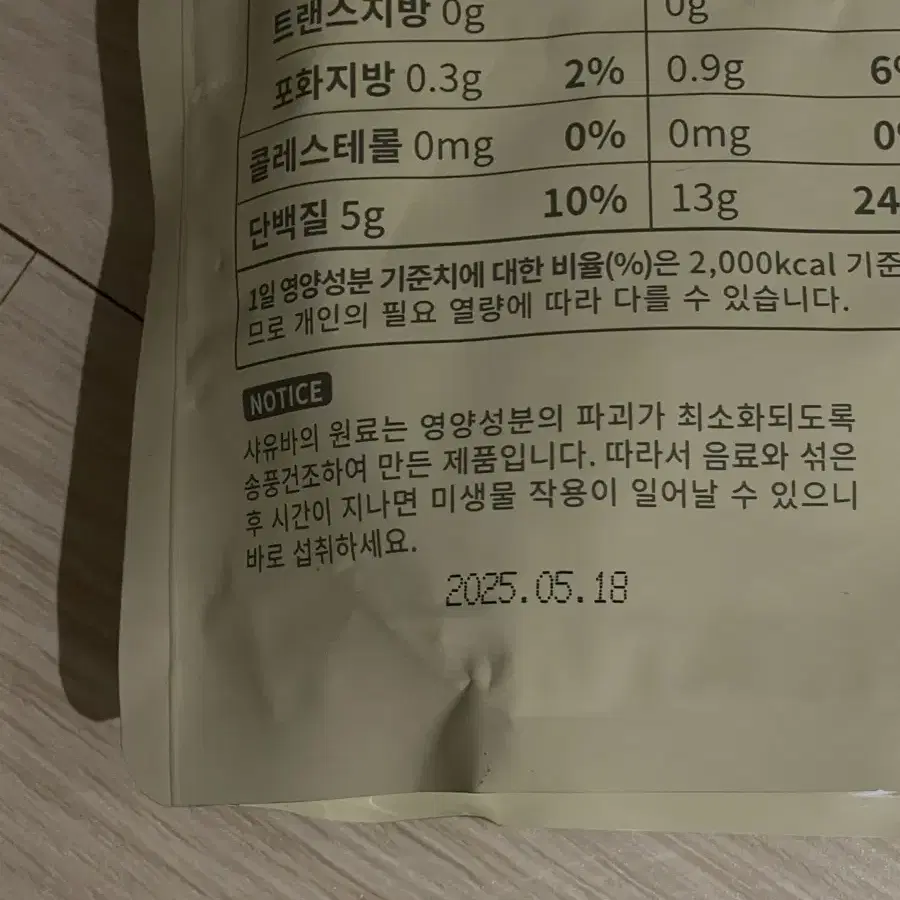 트랜스지방 0g 0g
포화지방 0.3g 2% 0.9g
콜레스테롤 0mg 0% 0mg
단백질 5g 10% 13g 24
1일 영양성분 기준치에 대한 비율(%)은 2,000kcal 기준
므로 개인의 필요 열량에 따라 다를 수 있습니다.
NOTICE
샤유바의 원료는 영양성분의 파괴가 최소화되도록
송풍건조하여 만든 제품입니다. 따라서 음료와 섞은
후 시간이 지나면 미생물 작용이 일어날 수 있으니
바로 섭취하세요.
2025.05.18